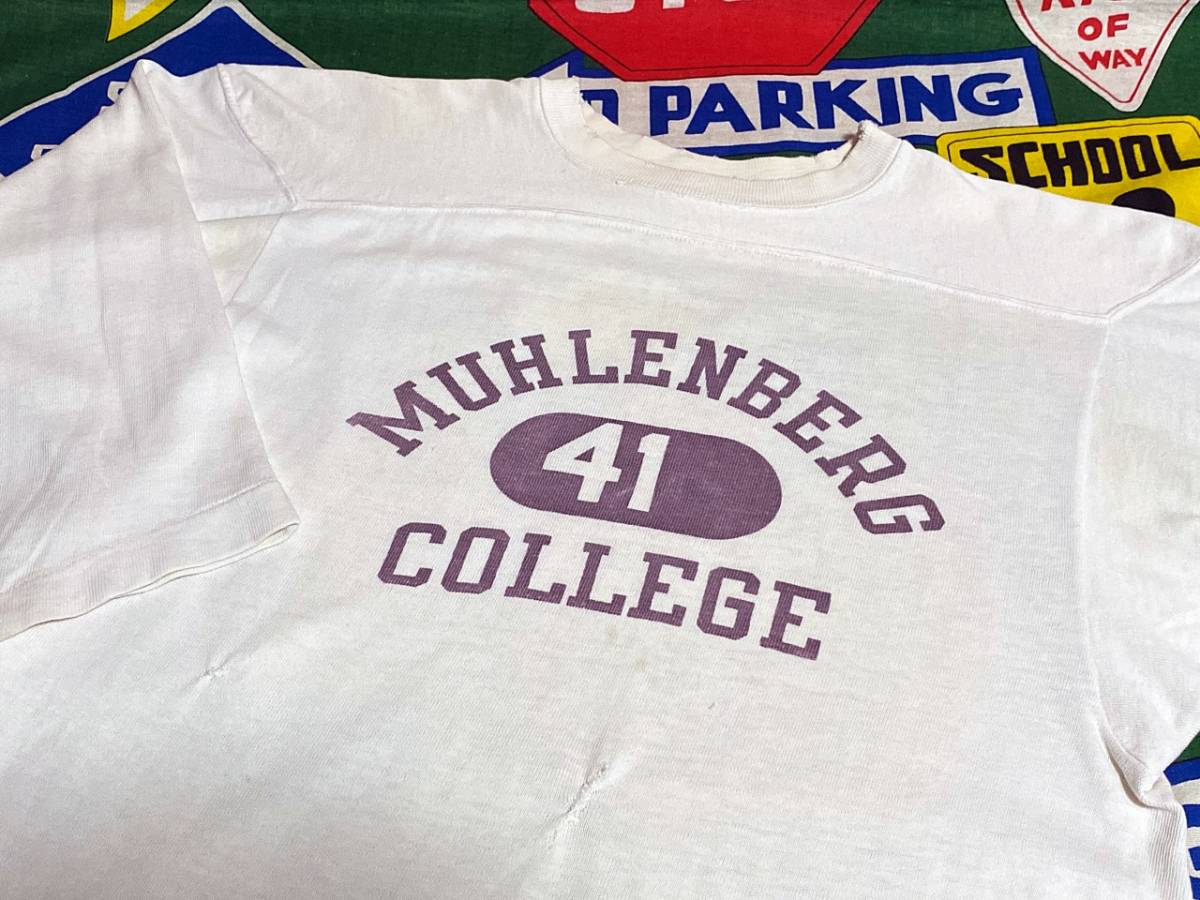 OF
WAY
PARKING
SCHOOL
MUHLENBERG
41
COLLEGE